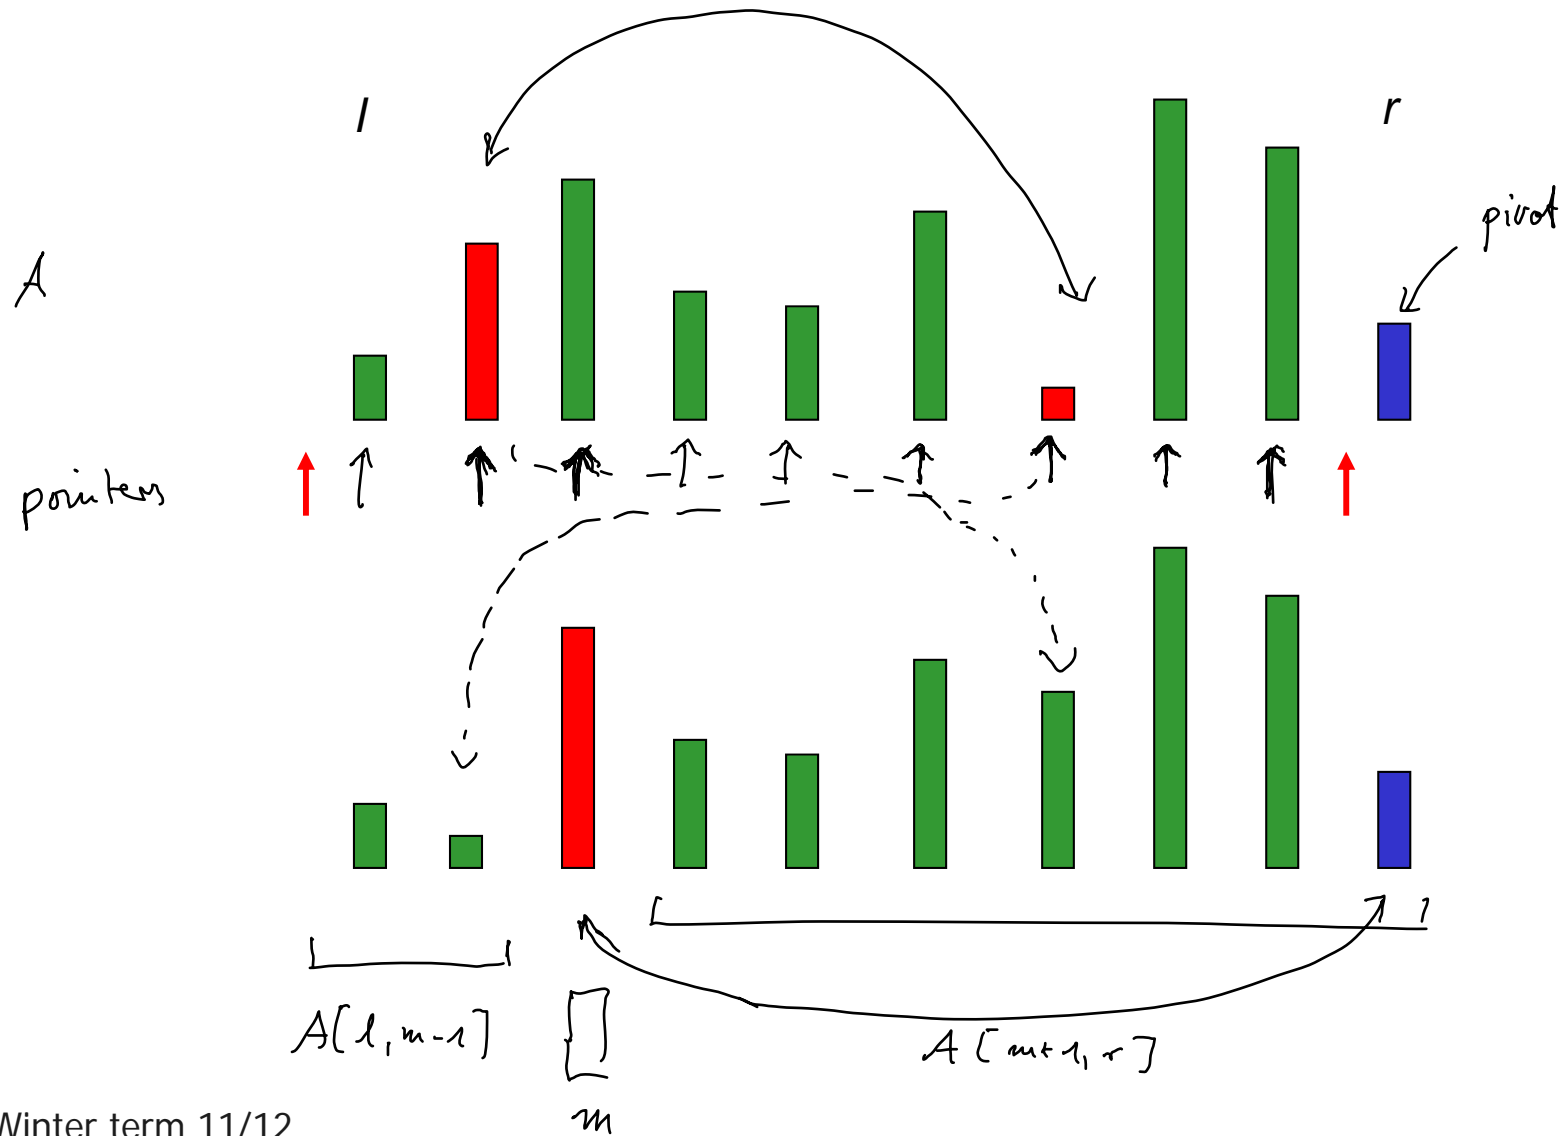 l r
pivot
A
pointers
A[l, m-1]
A[m+1, r]
m
Winter term 11/12